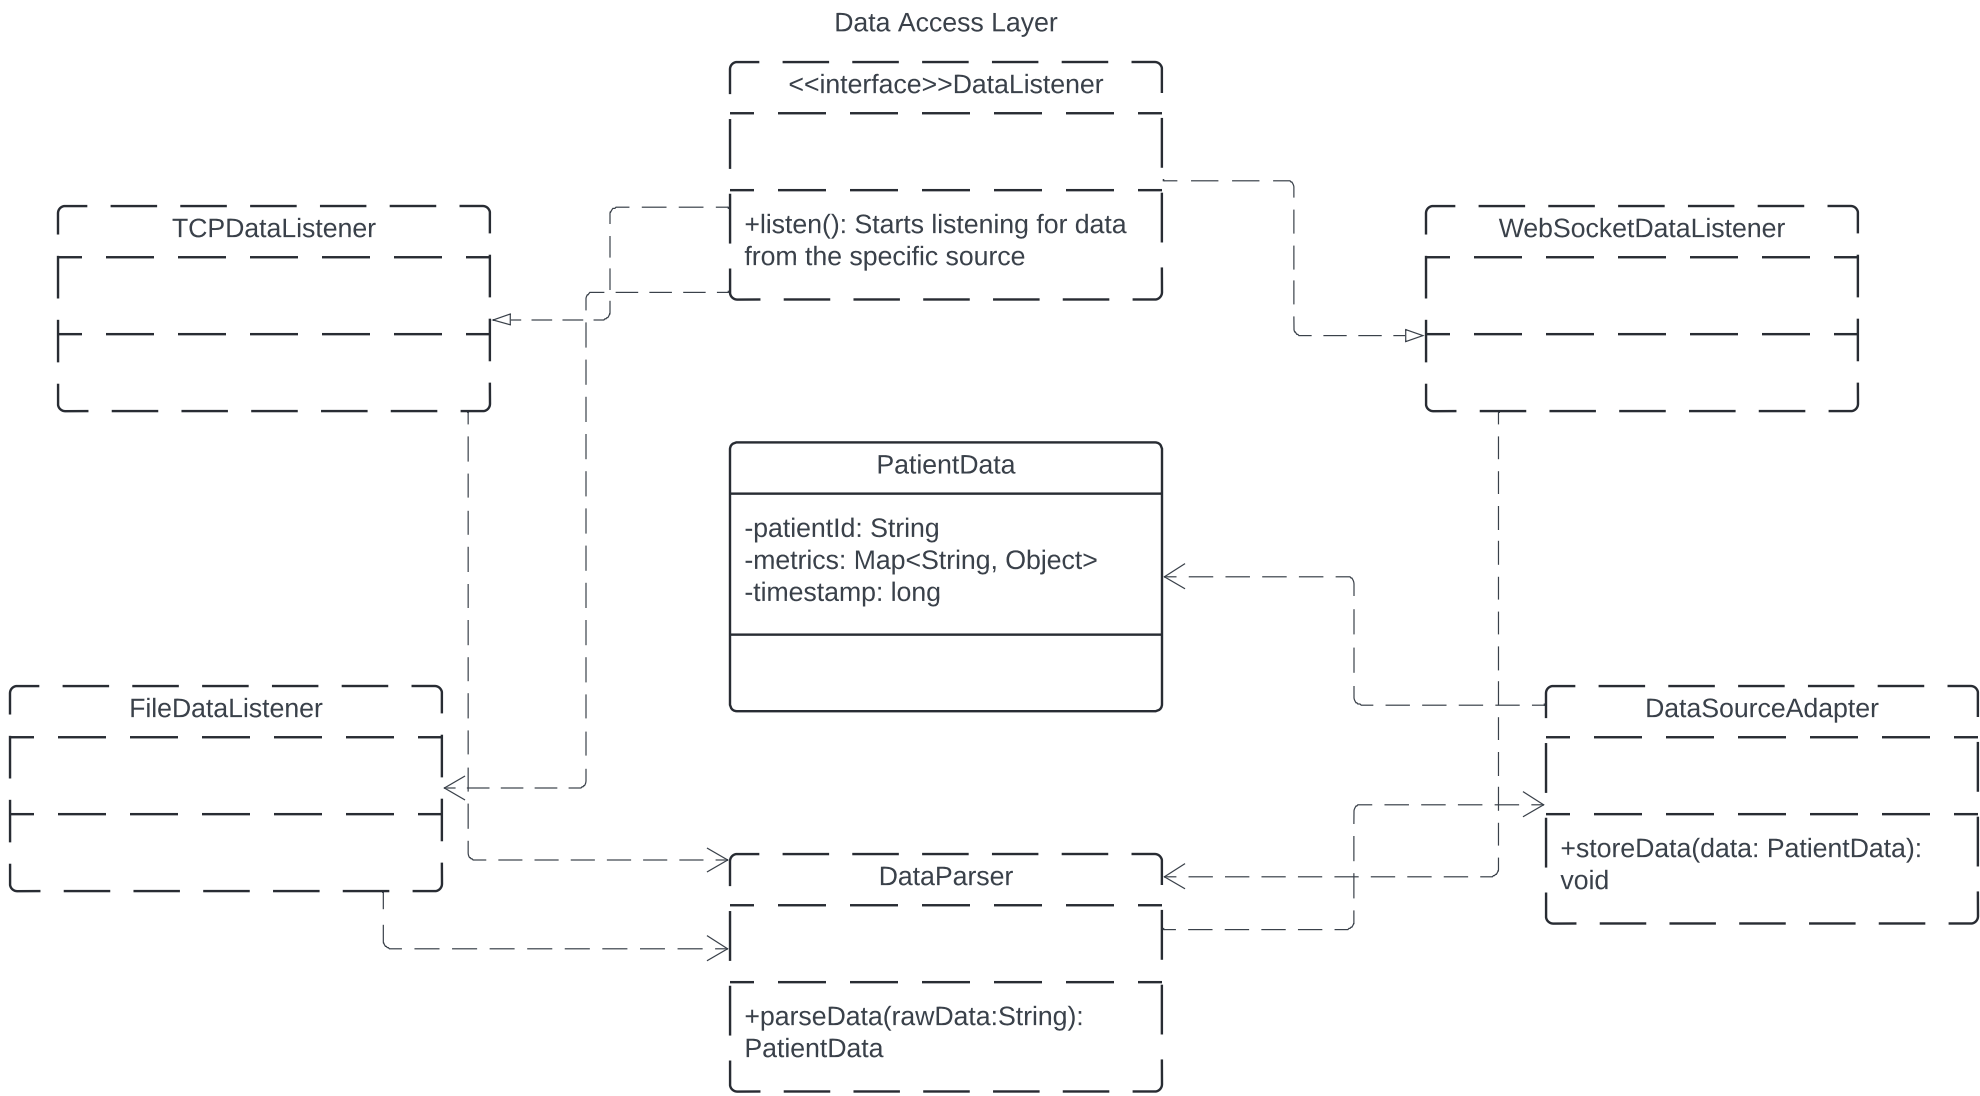 Data Access Layer
<<interface>>DataListener
+listen(): Starts listening for data
from the specific source
TCPDataListener
WebSocketDataListener
PatientData
-patientId: String
-metrics: Map<String, Object>
-timestamp: long
FileDataListener
DataSourceAdapter
+storeData(data: PatientData):
void
DataParser
+parseData(rawData:String):
PatientData